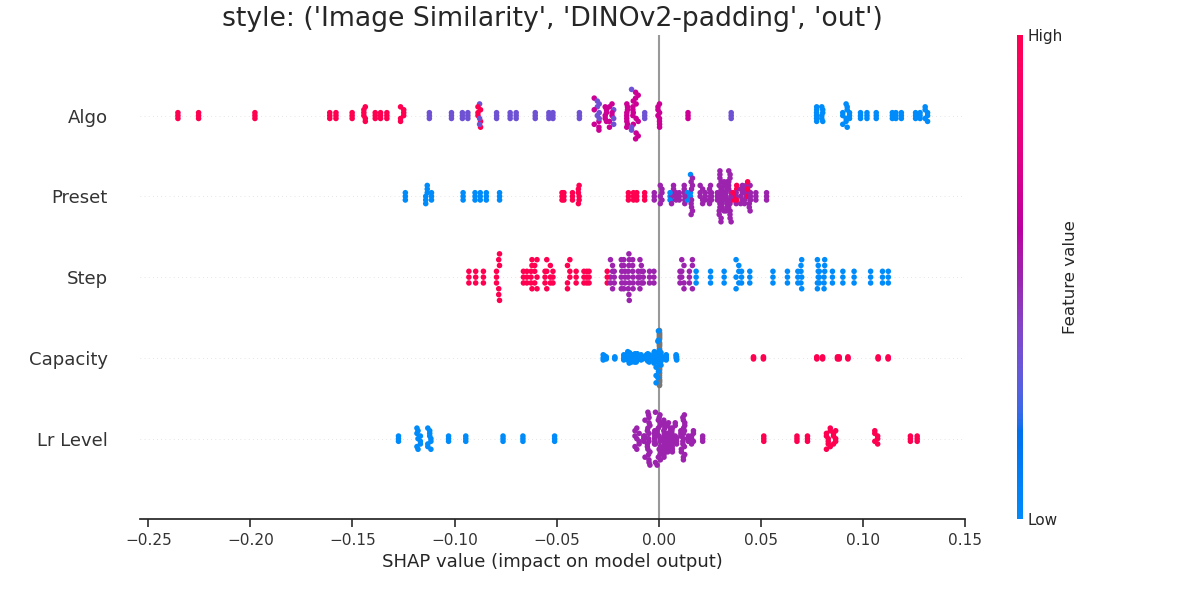 style: ('Image Similarity', 'DINOv2-padding', 'out')
High
Algo
Preset
Step
Capacity
Lr Level
Feature value
Low
−0.25 −0.20 −0.15 −0.10 −0.05 0.00 0.05 0.10 0.15
SHAP value (impact on model output)